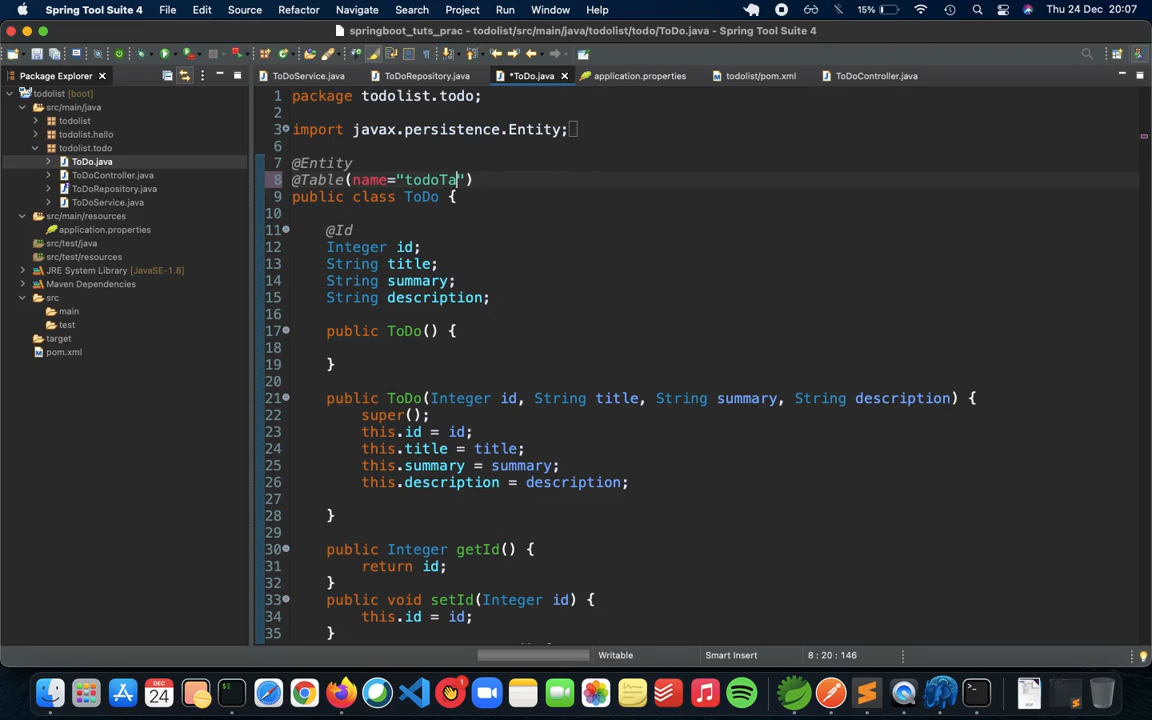 Spring Tool Suite 4 File Edit Source Refactor Navigate Search Project Run Window Help 15% Thu 24 Dec 20:07
springboot_tuts_prac - todolist/src/main/java/todolist/todo/ToDo.java - Spring Tool Suite 4
Package Explorer
ToDoService.java ToDoRepository.java *ToDo.java application.properties todolist/pom.xml ToDoController.java
todolist [boot]
src/main/java
todolist
todolist.hello
todolist.todo
ToDo.java
ToDoController.java
ToDoRepository.java
ToDoService.java
src/main/resources
application.properties
src/test/java
src/test/resources
JRE System Library [JavaSE-1.8]
Maven Dependencies
src
main
test
target
pom.xml
1 package todolist.todo;
2
3 import javax.persistence.Entity;
6
7 @Entity
8 @Table(name="todoTa")
9 public class ToDo {
10
11 @Id
12 Integer id;
13 String title;
14 String summary;
15 String description;
16
17 public ToDo() {
18
19 }
20
21 public ToDo(Integer id, String title, String summary, String description) {
22 super();
23 this.id = id;
24 this.title = title;
25 this.summary = summary;
26 this.description = description;
27
28 }
29
30 public Integer getId() {
31 return id;
32 }
33 public void setId(Integer id) {
34 this.id = id;
35 }
Writable Smart Insert 8 : 20 : 146
DEC
24
PDF